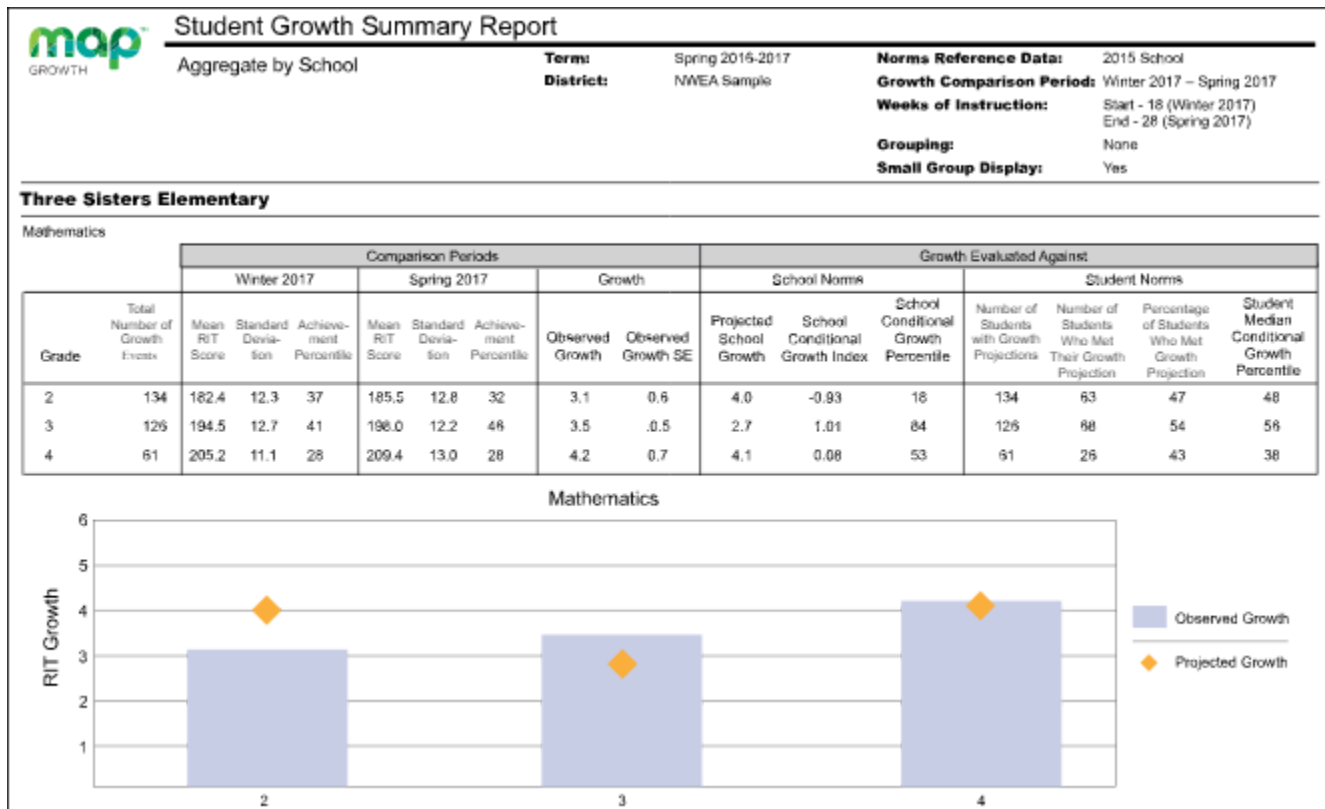 map
GROWTH
Student Growth Summary Report
Aggregate by School
Term: Spring 2016-2017
District: NWEA Sample
Norms Reference Data: 2015 School
Growth Comparison Period: Winter 2017 – Spring 2017
Weeks of Instruction: Start - 18 (Winter 2017)
End - 28 (Spring 2017)
Grouping: None
Small Group Display: Yes
Three Sisters Elementary
Mathematics
Comparison Periods Growth Evaluated Against
Winter 2017 Spring 2017 Growth School Norms Student Norms
Grade
Total
Number of
Growth
Events
Mean
RIT
Score
Standard
Devia-
tion
Achieve-
ment
Percentile
Mean
RIT
Score
Standard
Devia-
tion
Achieve-
ment
Percentile
Observed
Growth
Observed
Growth SE
Projected
School
Growth
School
Conditional
Growth Index
School
Conditional
Growth
Percentile
Number of
Students
with Growth
Projections
Number of
Students
Who Met
Their Growth
Projection
Percentage
of Students
Who Met
Growth
Projection
Student
Median
Conditional
Growth
Percentile
2 134 182.4 12.3 37 185.5 12.8 32 3.1 0.6 4.0 -0.93 18 134 63 47 48
3 126 194.5 12.7 41 198.0 12.2 46 3.5 .0.5 2.7 1.01 84 126 68 54 56
4 61 205.2 11.1 28 209.4 13.0 28 4.2 0.7 4.1 0.08 53 61 26 43 38
Mathematics
RIT Growth
6
5
4
3
2
1
2 3 4
Observed Growth
Projected Growth